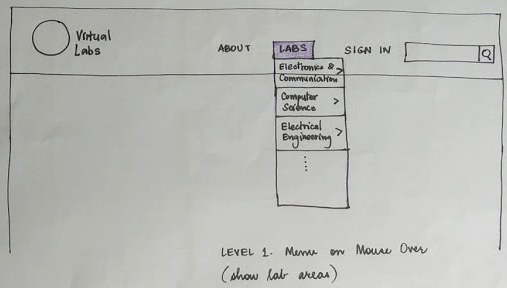 Virtual
Labs
ABOUT
LABS
SIGN IN
Electronics &
Communication
>
Computer
Science
>
Electrical
Engineering
>
LEVEL 1. Menu on Mouse Over
(show lab areas)